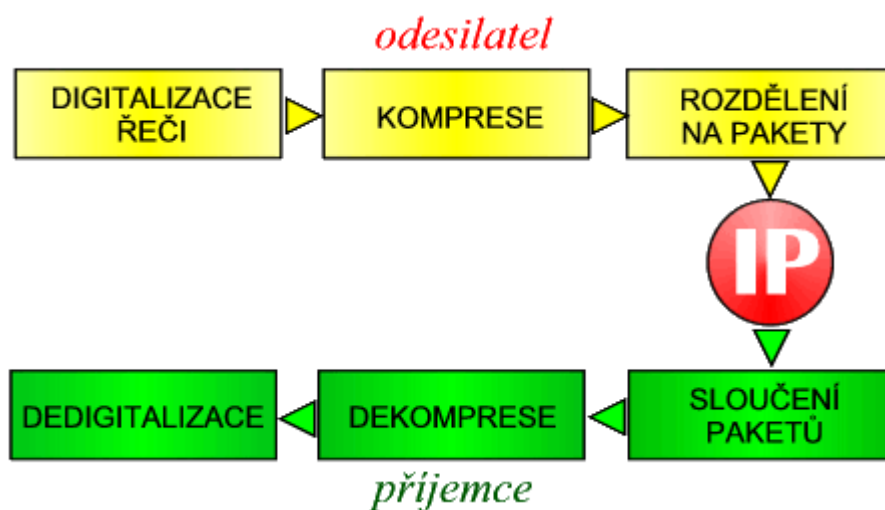 odesilatel
DIGITALIZACE
ŘEČI
KOMPRESE
ROZDĚLENÍ
NA PAKETY
IP
SLOUČENÍ
PAKETŮ
DEKOMPRESE
DEDIGITALIZACE
příjemce